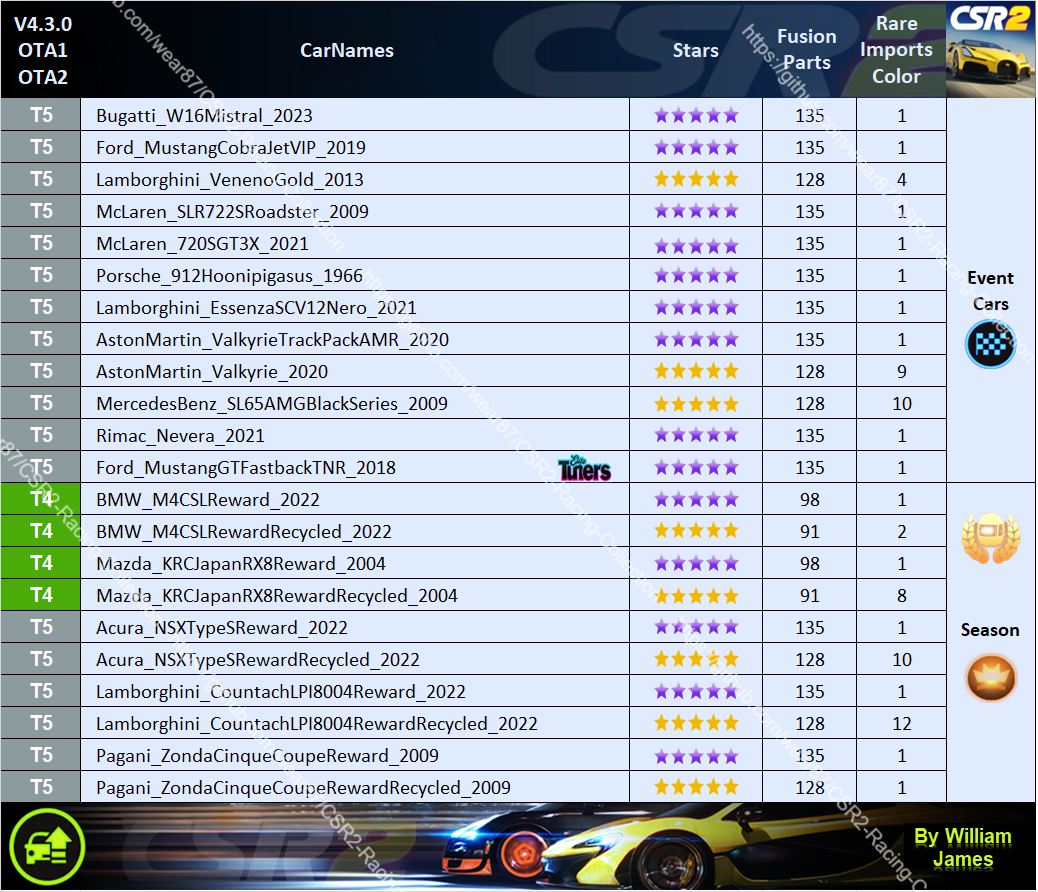 V4.3.0
OTA1
OTA2
CarNames
Stars
Fusion
Parts
Rare
Imports
Color
CSR2
T5 Bugatti_W16Mistral_2023 135 1
T5 Ford_MustangCobraJetVIP_2019 135 1
T5 Lamborghini_VenenoGold_2013 128 4
T5 McLaren_SLR722SRoadster_2009 135 1
T5 McLaren_720SGT3X_2021 135 1
T5 Porsche_912Hoonipigasus_1966 135 1
T5 Lamborghini_EssenzaSCV12Nero_2021 135 1
T5 AstonMartin_ValkyrieTrackPackAMR_2020 135 1
T5 AstonMartin_Valkyrie_2020 128 9
T5 MercedesBenz_SL65AMGBlackSeries_2009 128 10
T5 Rimac_Nevera_2021 135 1
T5 Ford_MustangGTFastbackTNR_2018 Elite Tuners 135 1
Event
Cars
T4 BMW_M4CSLReward_2022 98 1
T4 BMW_M4CSLRewardRecycled_2022 91 2
T4 Mazda_KRCJapanRX8Reward_2004 98 1
T4 Mazda_KRCJapanRX8RewardRecycled_2004 91 8
T5 Acura_NSXTypeSReward_2022 135 1
T5 Acura_NSXTypeSRewardRecycled_2022 128 10
T5 Lamborghini_CountachLPI8004Reward_2022 135 1
T5 Lamborghini_CountachLPI8004RewardRecycled_2022 128 12
T5 Pagani_ZondaCinqueCoupeReward_2009 135 1
T5 Pagani_ZondaCinqueCoupeRewardRecycled_2009 128 1
Season
By William
James
https://github.com/wear87/CSR2-Racing-Collection